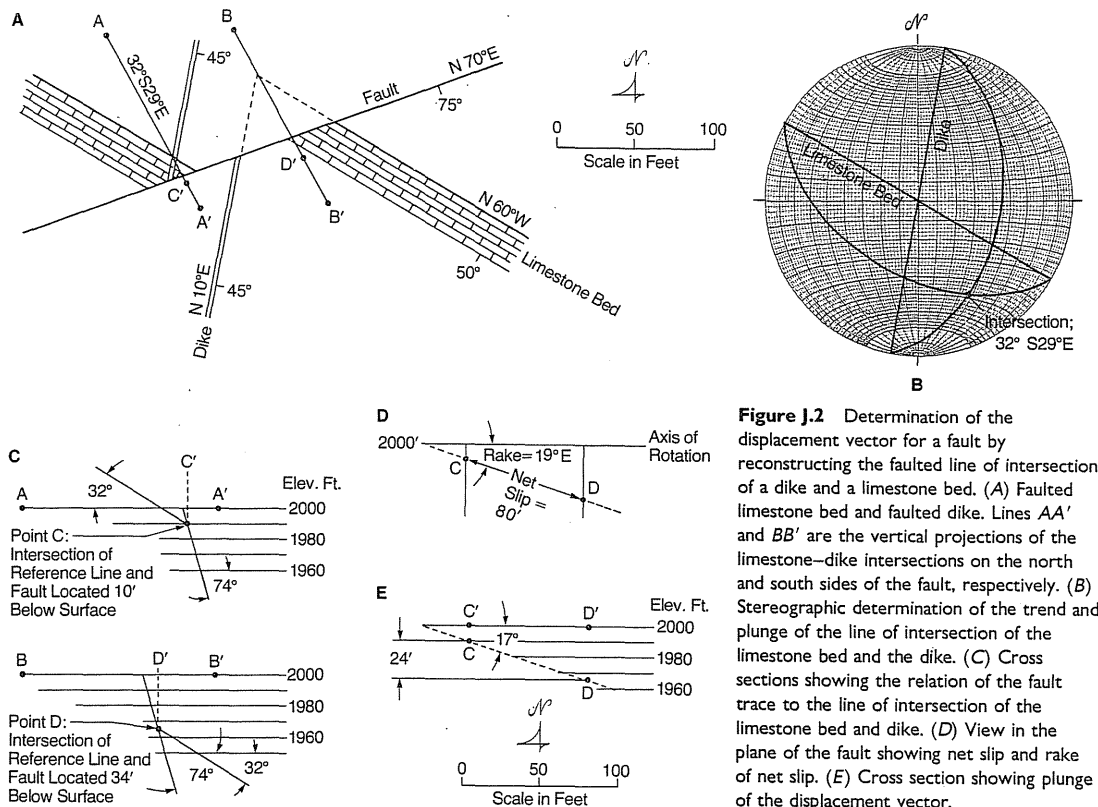 A
A
B
45°
32°S29°E
N 70°E
Fault
75°
N.
0 50 100
Scale in Feet
C'
D'
A'
B'
N 60°W
50°
Limestone Bed
N 10°E
45°
Dike
N
Dike
Limestone Bed
Intersection;
32° S29°E
B
C
C'
32°
Elev. Ft.
A
A'
2000
Point C:
1980
Intersection of
Reference Line and
1960
Fault Located 10'
74°
Below Surface
D'
B
B'
2000
1980
Point D:
1960
Intersection of
Reference Line and
74°
32°
Fault Located 34'
Below Surface
D
2000'
Axis of
Rotation
Rake=19°E
C
Net
Slip =
80'
D
E
C'
D'
Elev. Ft.
2000
17°
C
24'
1980
D
1960
N
0 50 100
Scale in Feet
Figure J.2 Determination of the
displacement vector for a fault by
reconstructing the faulted line of intersection
of a dike and a limestone bed. (A) Faulted
limestone bed and faulted dike. Lines AA'
and BB' are the vertical projections of the
limestone–dike intersections on the north
and south sides of the fault, respectively. (B)
Stereographic determination of the trend and
plunge of the line of intersection of the
limestone bed and the dike. (C) Cross
sections showing the relation of the fault
trace to the line of intersection of the
limestone bed and dike. (D) View in the
plane of the fault showing net slip and rake
of net slip. (E) Cross section showing plunge
of the displacement vector.